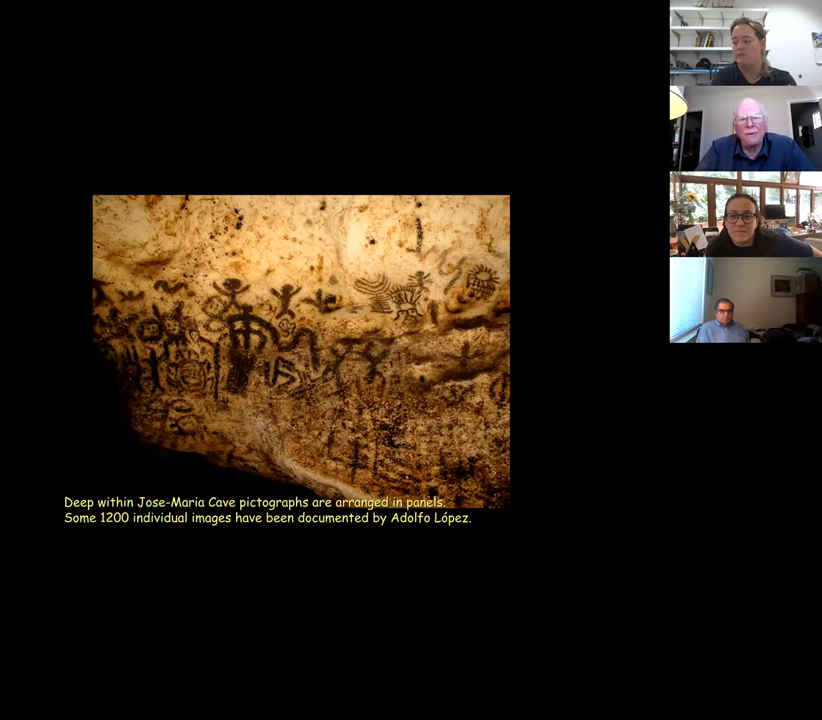 Deep within Jose-Maria Cave pictographs are arranged in panels.
Some 1200 individual images have been documented by Adolfo López.